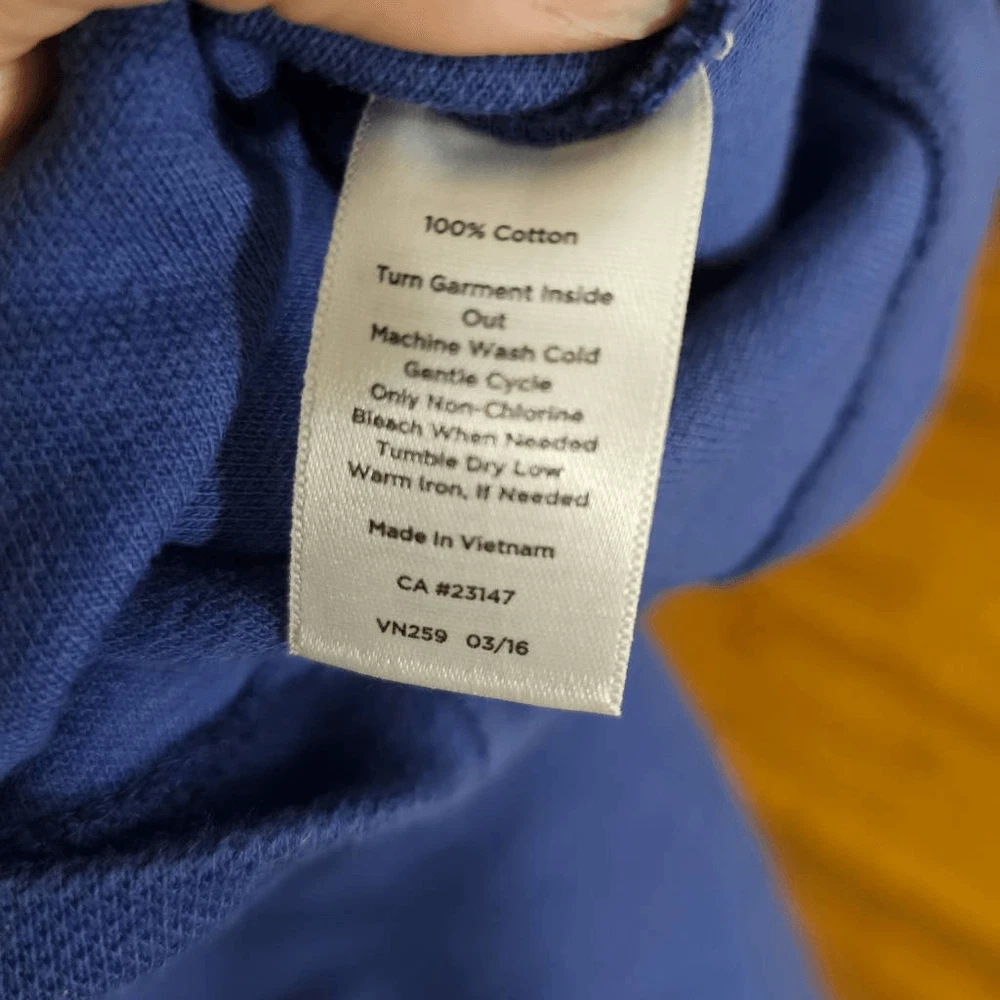 100% Cotton
Turn Garment Inside
Out
Machine Wash Cold
Gentle Cycle
Only Non-Chlorine
Bleach When Needed
Tumble Dry Low
Warm Iron, If Needed
Made In Vietnam
CA #23147
VN259 03/16